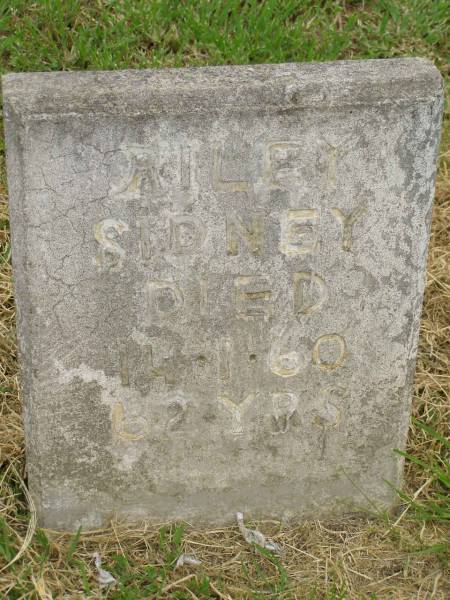 RILEY
SIDNEY
DIED
14·1·60
62 YRS